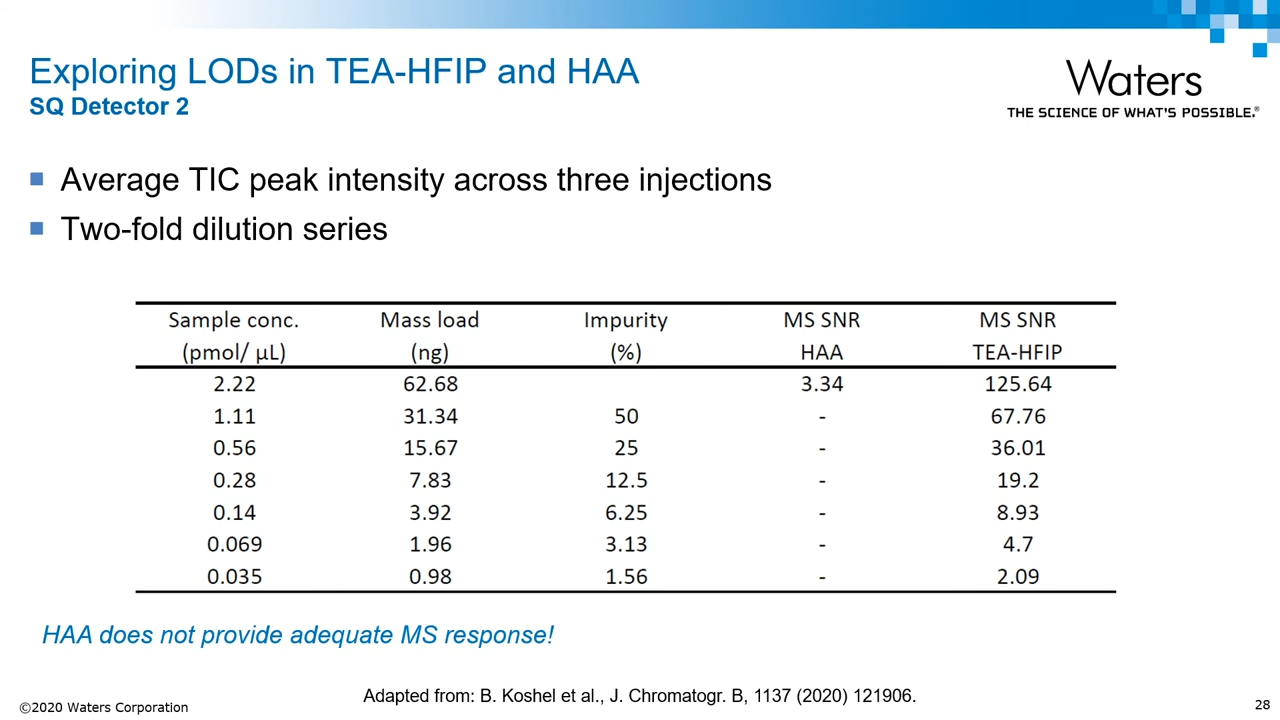 Exploring LODs in TEA-HFIP and HAA
SQ Detector 2
Waters
THE SCIENCE OF WHAT'S POSSIBLE.®
■ Average TIC peak intensity across three injections
■ Two-fold dilution series
Sample conc. Mass load Impurity MS SNR MS SNR
(pmol/ µL) (ng) (%) HAA TEA-HFIP
2.22 62.68 3.34 125.64
1.11 31.34 50 - 67.76
0.56 15.67 25 - 36.01
0.28 7.83 12.5 - 19.2
0.14 3.92 6.25 - 8.93
0.069 1.96 3.13 - 4.7
0.035 0.98 1.56 - 2.09
HAA does not provide adequate MS response!
Adapted from: B. Koshel et al., J. Chromatogr. B, 1137 (2020) 121906.
©2020 Waters Corporation
28